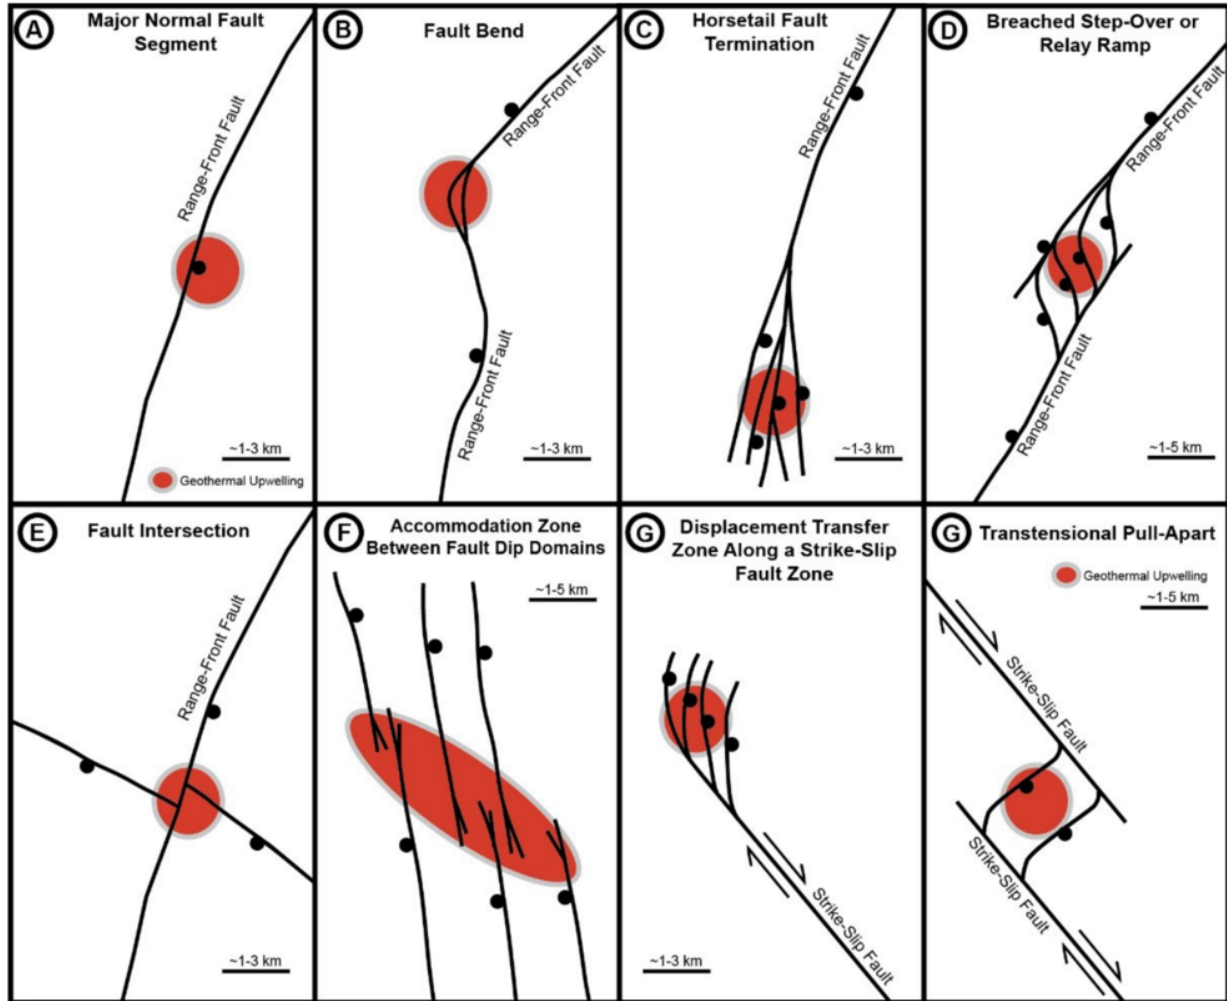 A
Major Normal Fault
Segment
Range-Front Fault
~1-3 km
Geothermal Upwelling
B
Fault Bend
Range-Front Fault
Range-Front Fault
~1-3 km
C
Horsetail Fault
Termination
Range-Front Fault
~1-3 km
D
Breached Step-Over or
Relay Ramp
Range-Front Fault
Range-Front Fault
~1-5 km
E
Fault Intersection
Range-Front Fault
~1-3 km
F
Accommodation Zone
Between Fault Dip Domains
~1-5 km
G
Displacement Transfer
Zone Along a Strike-Slip
Fault Zone
Strike-Slip Fault
~1-3 km
G
Transtensional Pull-Apart
Geothermal Upwelling
~1-5 km
Strike-Slip Fault
Strike-Slip Fault